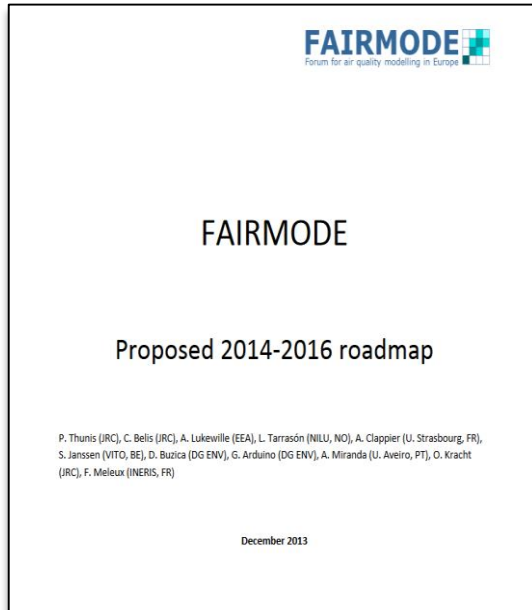 FAIRMODE
Forum for air quality modelling in Europe
FAIRMODE
Proposed 2014-2016 roadmap
P. Thunis (JRC), C. Belis (JRC), A. Lukewille (EEA), L. Tarrasón (NILU, NO), A. Clappier (U. Strasbourg, FR),
S. Janssen (VITO, BE), D. Buzica (DG ENV), G. Arduino (DG ENV), A. Miranda (U. Aveiro, PT), O. Kracht
(JRC), F. Meleux (INERIS, FR)
December 2013